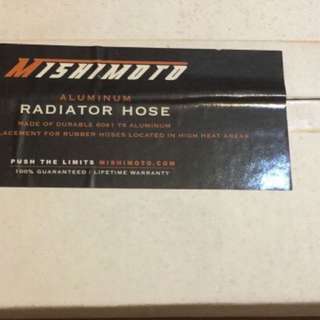 MISHIMOTO
ALUMINUM
RADIATOR HOSE
MADE OF DURABLE 6061 T6 ALUMINUM
LACEMENT FOR RUBBER HOSES LOCATED IN HIGH HEAT AREAS
PUSH THE LIMITS MISHIMOTO.COM
100% GUARANTEED / LIFETIME WARRANTY